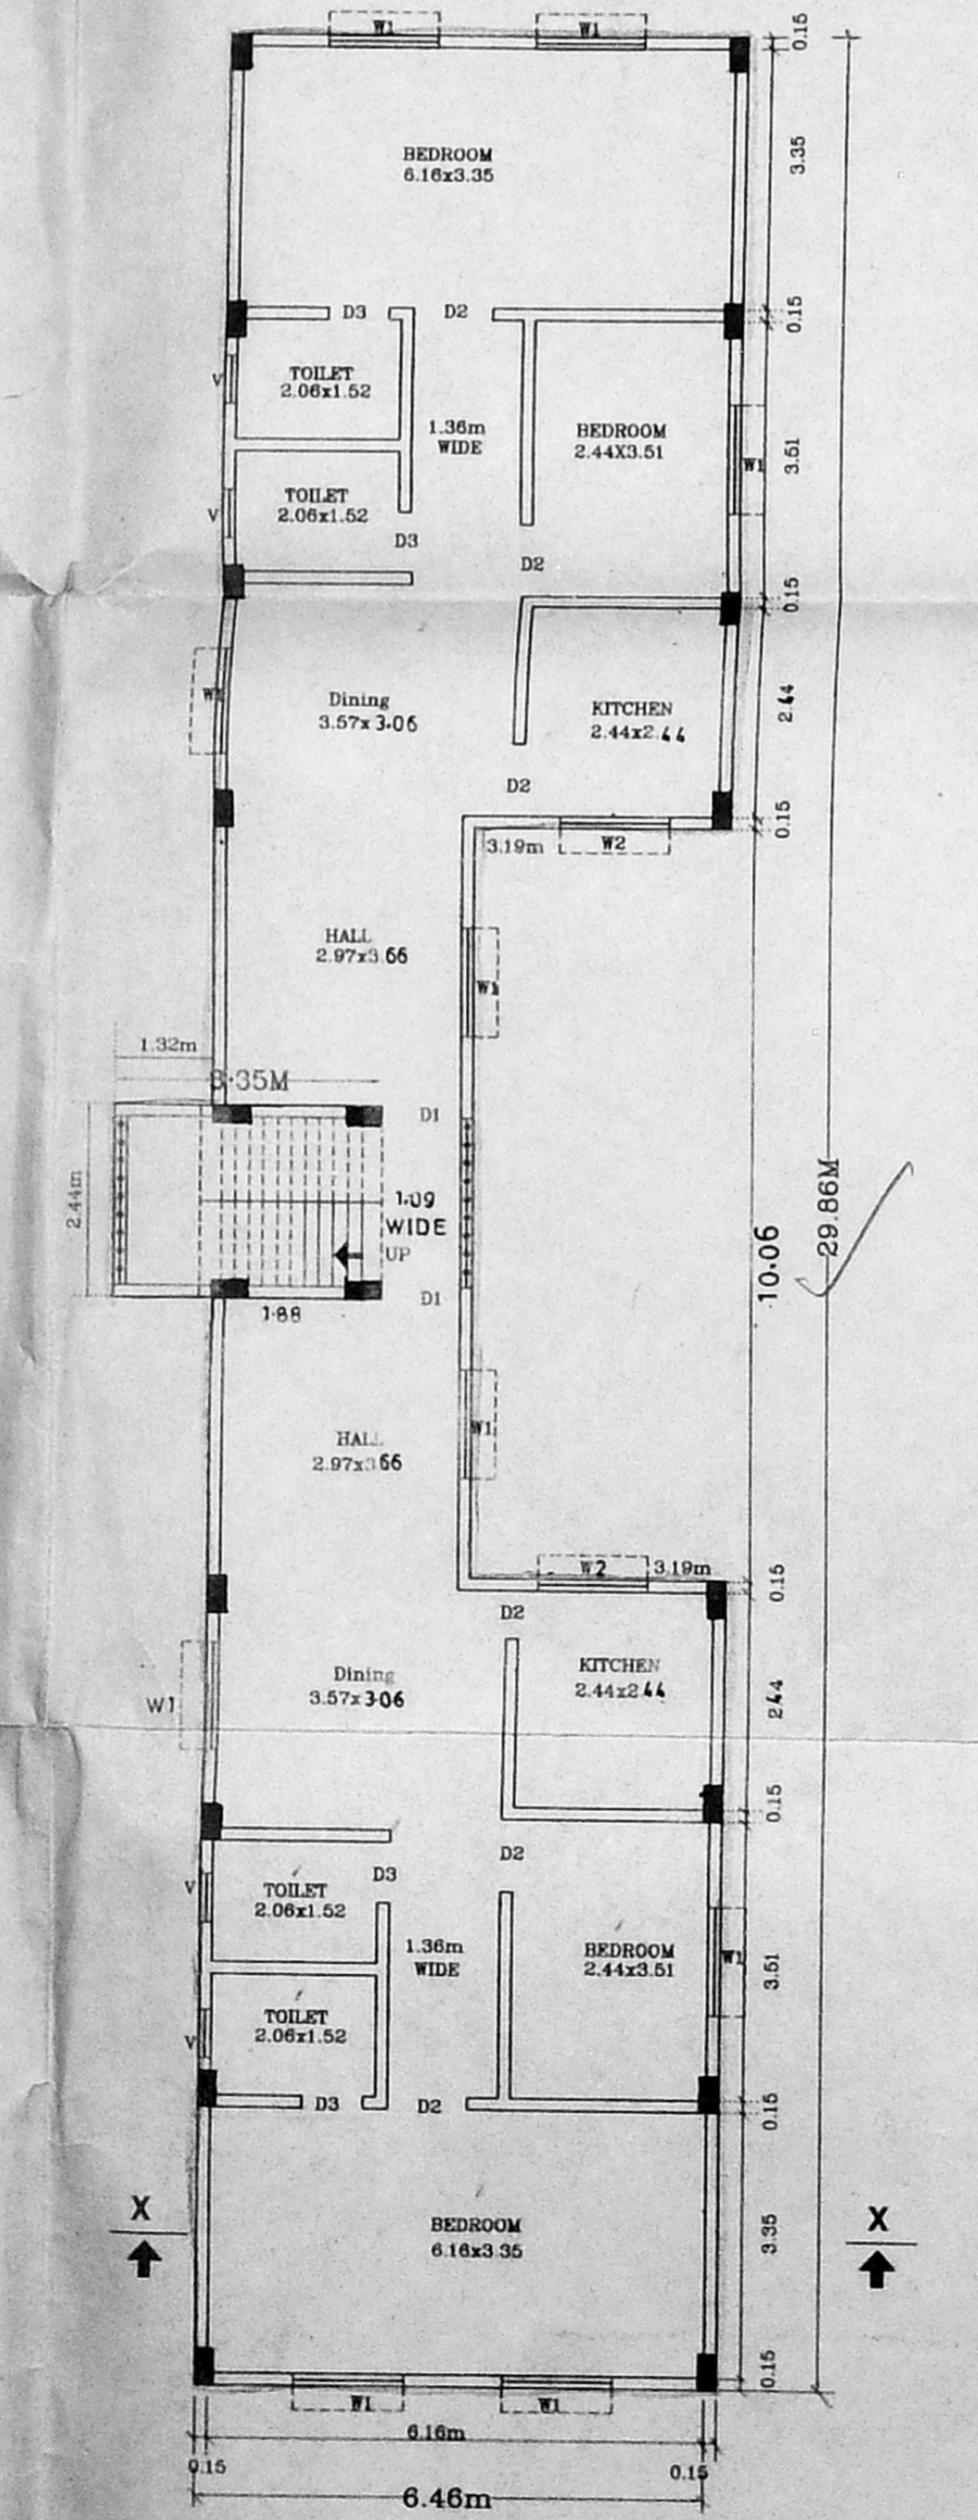 W1
W1
0.15
BEDROOM
6.16x3.35
3.35
D3
D2
0.15
V
TOILET
2.06x1.52
1.36m
WIDE
BEDROOM
2.44X3.51
W1
3.51
V
TOILET
2.06x1.52
D3
D2
0.15
W1
Dining
3.57x3.06
KITCHEN
2.44x2.44
2.44
D2
0.15
3.19m
W2
HALL
2.97x3.66
W1
1.32m
3.35M
D1
2.44m
1.09
WIDE
UP
10.06
29.86M
D1
1.88
W1
HALL
2.97x3.66
W2
3.19m
0.15
D2
W1
Dining
3.57x3.06
KITCHEN
2.44x2.44
2.44
0.15
D2
V
D3
TOILET
2.06x1.52
1.36m
WIDE
BEDROOM
2.44x3.51
W1
3.51
V
TOILET
2.06x1.52
D3
D2
0.15
X
X
BEDROOM
6.16x3.35
3.35
0.15
W1
W1
6.16m
0.15
0.15
6.46m